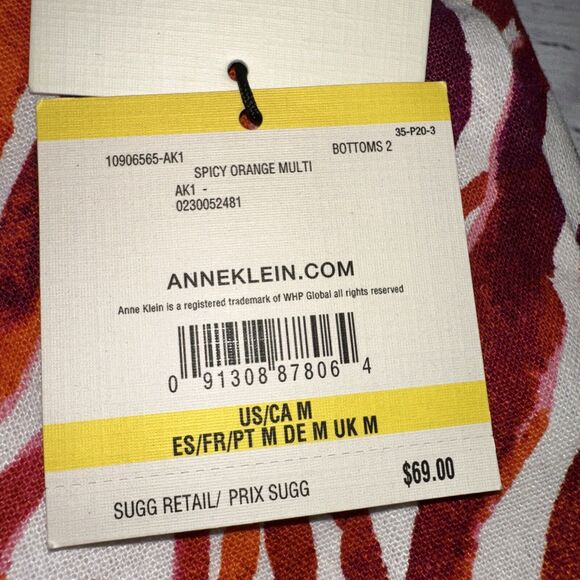 35-P20-3
10906565-AK1 BOTTOMS 2
SPICY ORANGE MULTI
AK1 -
0230052481
ANNEKLEIN.COM
Anne Klein is a registered trademark of WHP Global all rights reserved
0 91308 87806 4
US/CA M
ES/FR/PT M DE M UK M
SUGG RETAIL/ PRIX SUGG $69.00